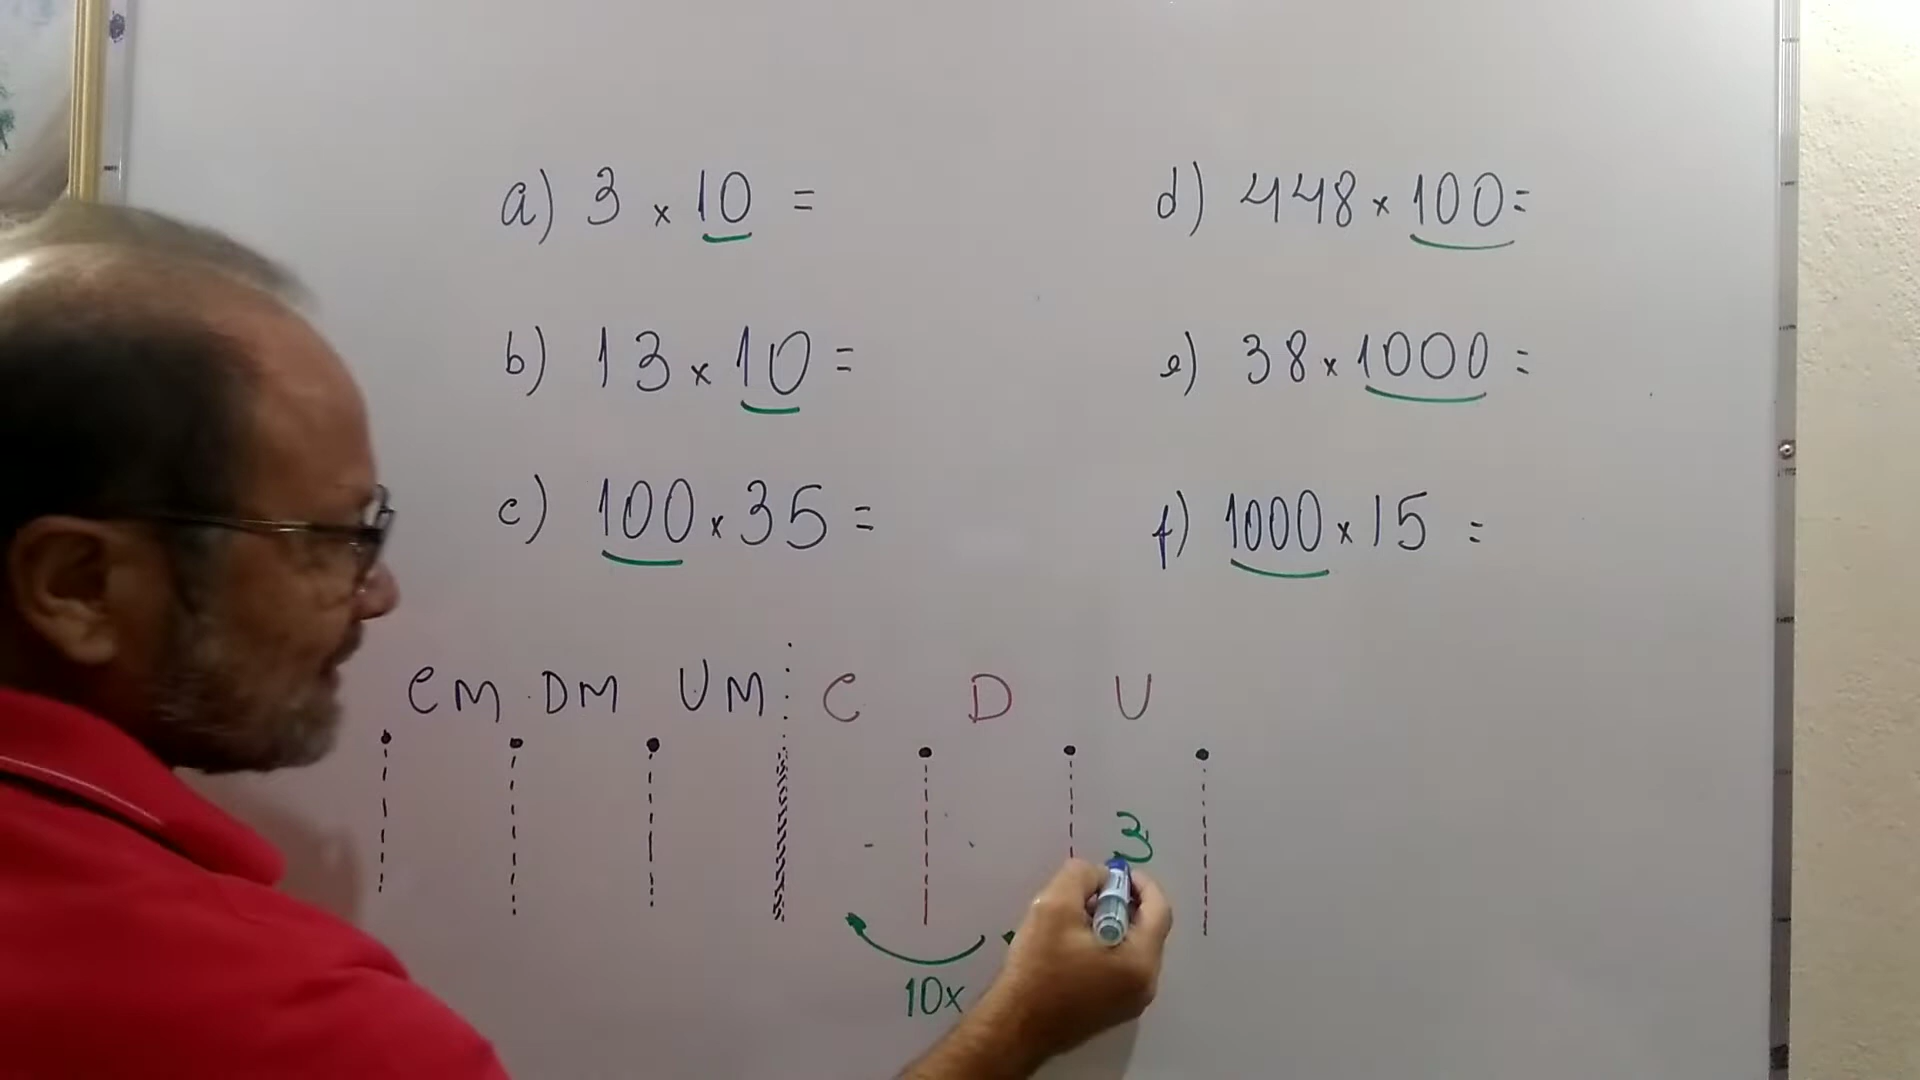 a) 3 x 10 =
b) 13 x 10 =
c) 100 x 35 =
d) 448 x 100 =
e) 38 x 1000 =
f) 1000 x 15 =
CM DM UM C D U
3
10x